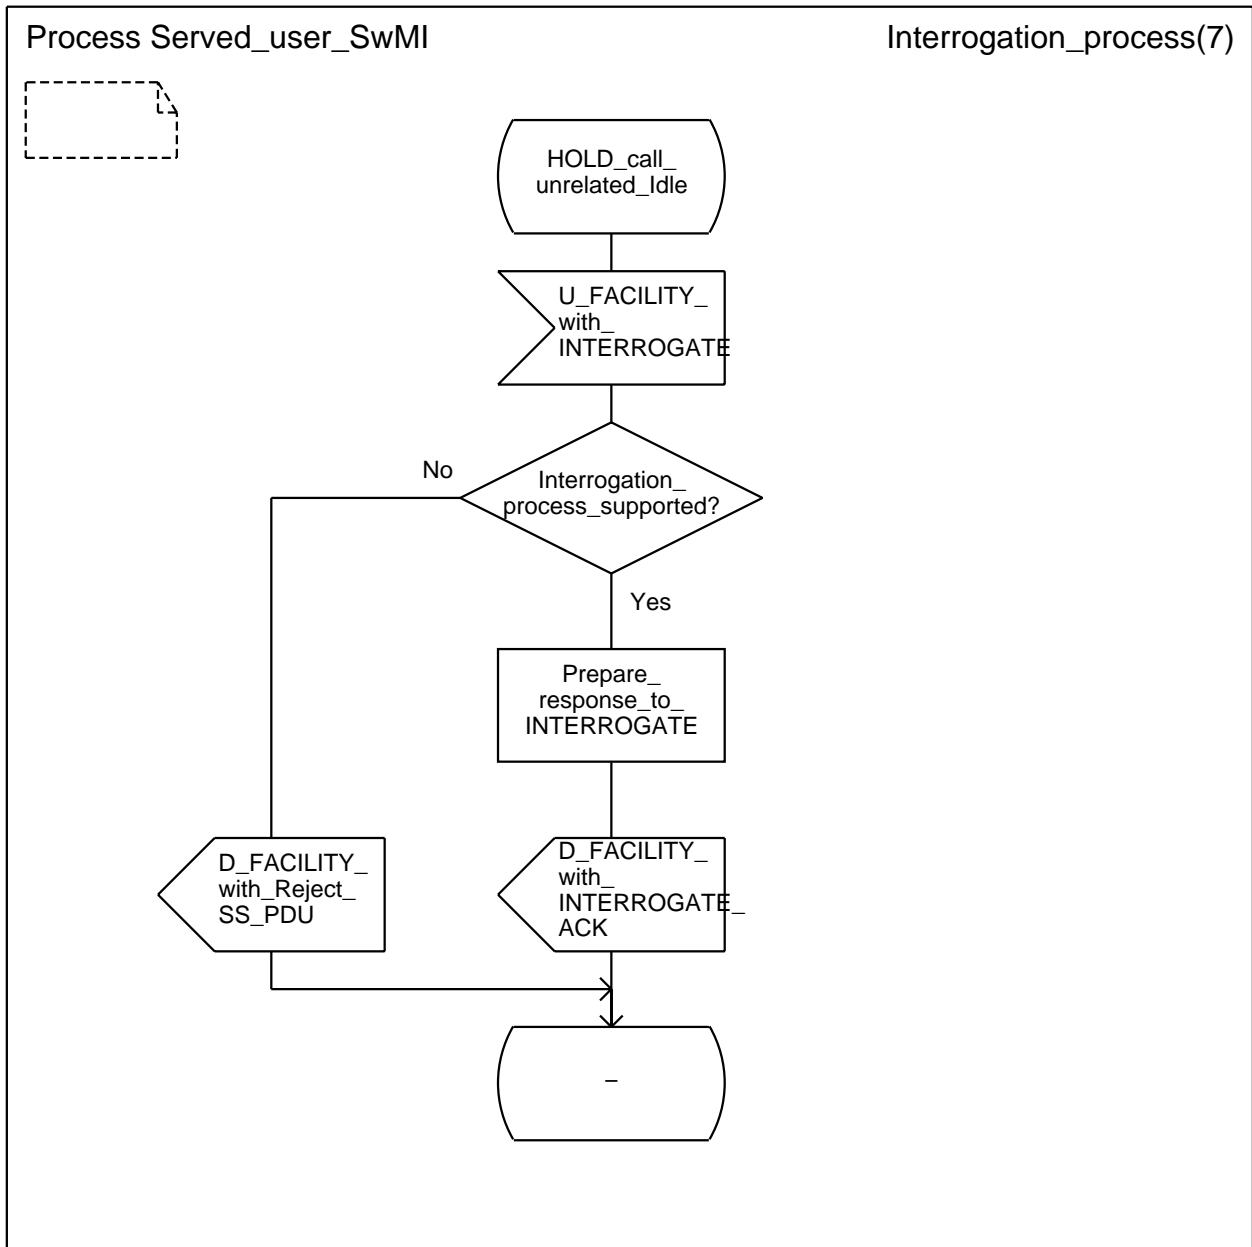 Process Served_user_SwMI
Interrogation_process(7)
HOLD_call_
unrelated_Idle
U_FACILITY_
with_
INTERROGATE
No
Interrogation_
process_supported?
Yes
Prepare_
response_to_
INTERROGATE
D_FACILITY_
with_Reject_
SS_PDU
D_FACILITY_
with_
INTERROGATE_
ACK
–